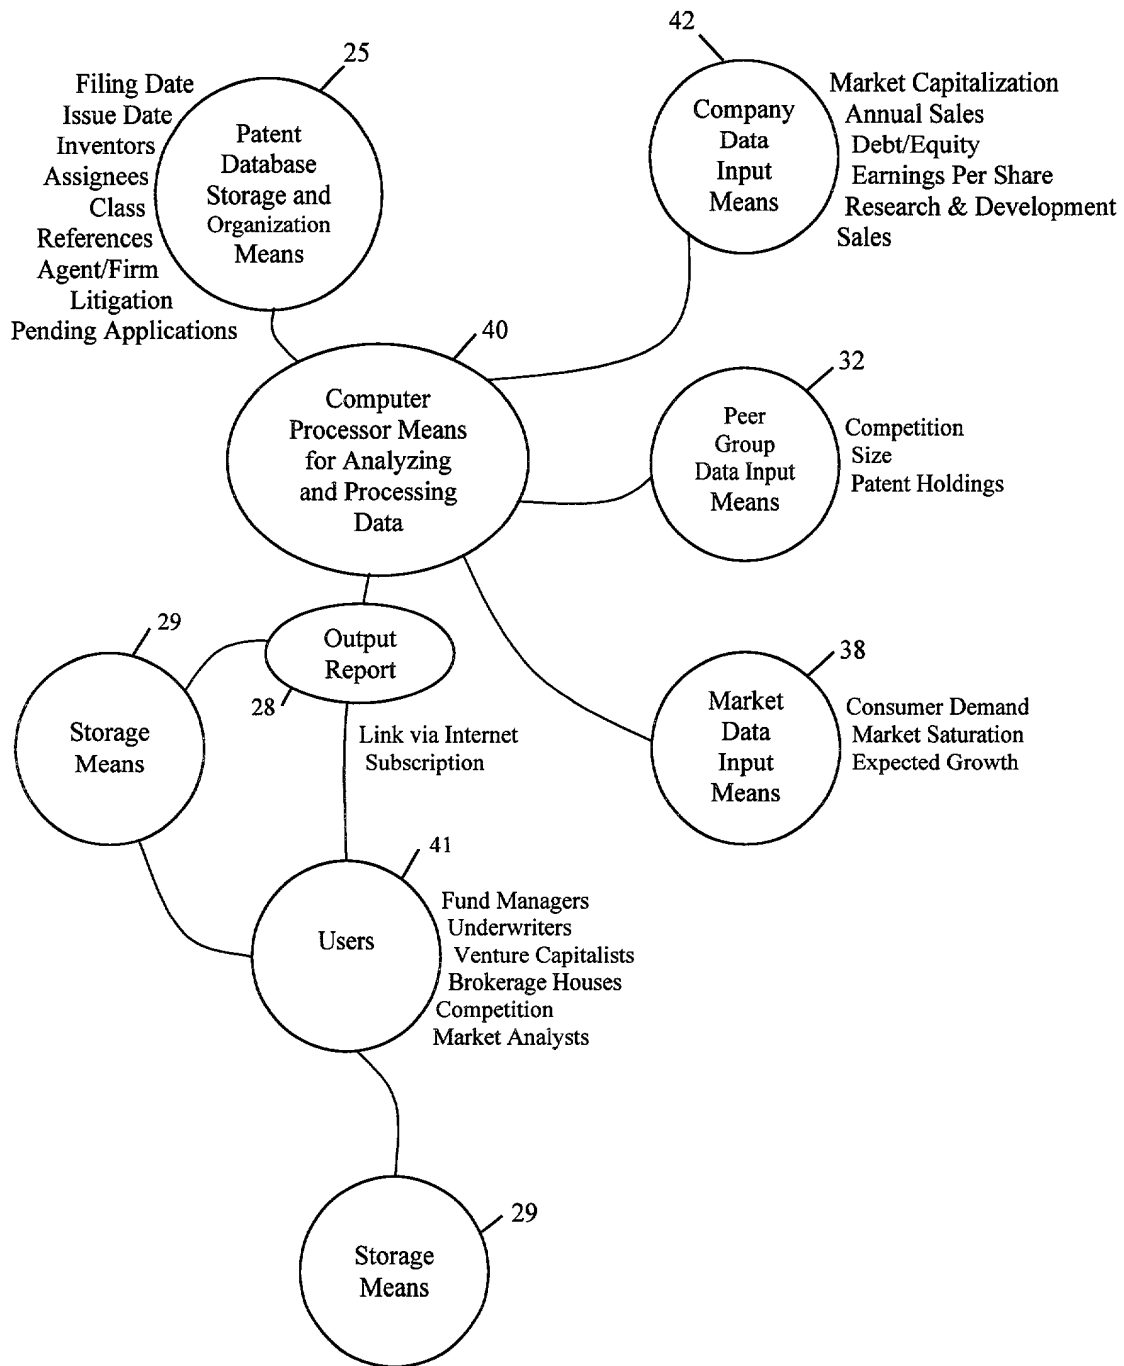 25
Filing Date
Issue Date
Inventors
Assignees
Class
References
Agent/Firm
Litigation
Pending Applications
Patent
Database
Storage and
Organization
Means
42
Company
Data
Input
Means
Market Capitalization
Annual Sales
Debt/Equity
Earnings Per Share
Research & Development
Sales
40
Computer
Processor Means
for Analyzing
and Processing
Data
32
Peer
Group
Data Input
Means
Competition
Size
Patent Holdings
29
Storage
Means
Output
Report
28
Link via Internet
Subscription
38
Market
Data
Input
Means
Consumer Demand
Market Saturation
Expected Growth
41
Users
Fund Managers
Underwriters
Venture Capitalists
Brokerage Houses
Competition
Market Analysts
29
Storage
Means